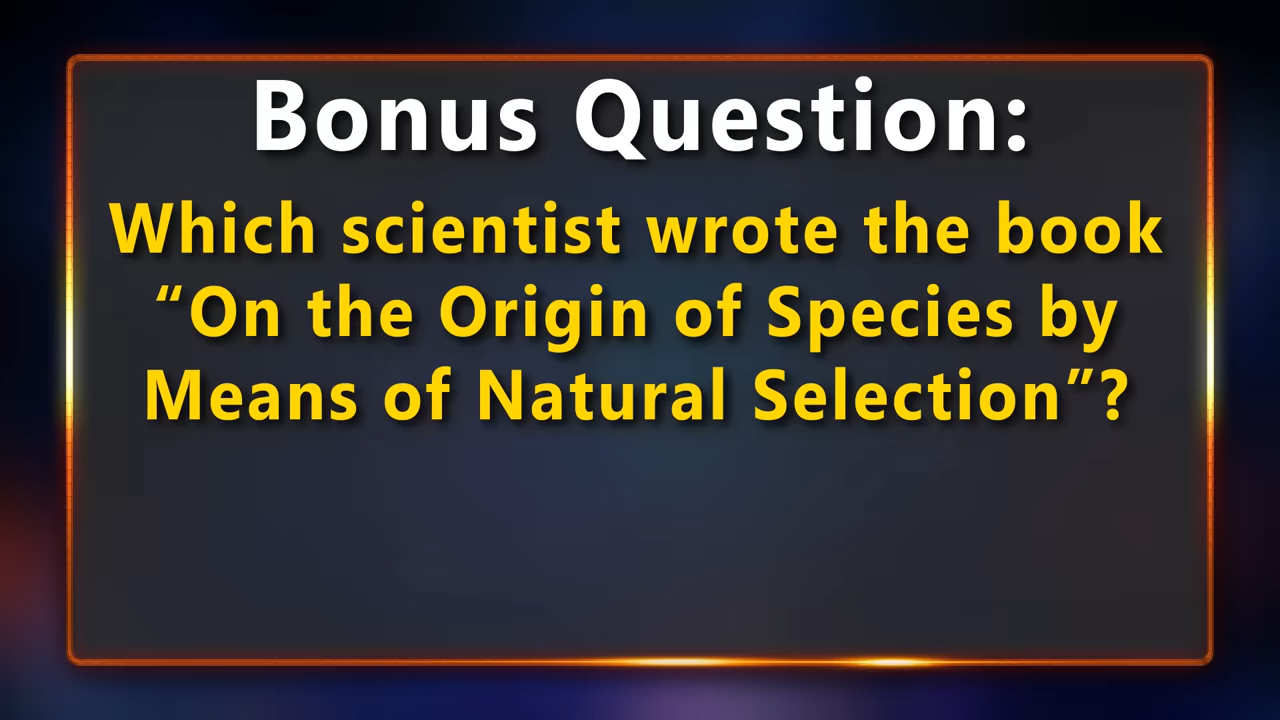 Bonus Question:
Which scientist wrote the book
“On the Origin of Species by
Means of Natural Selection”?